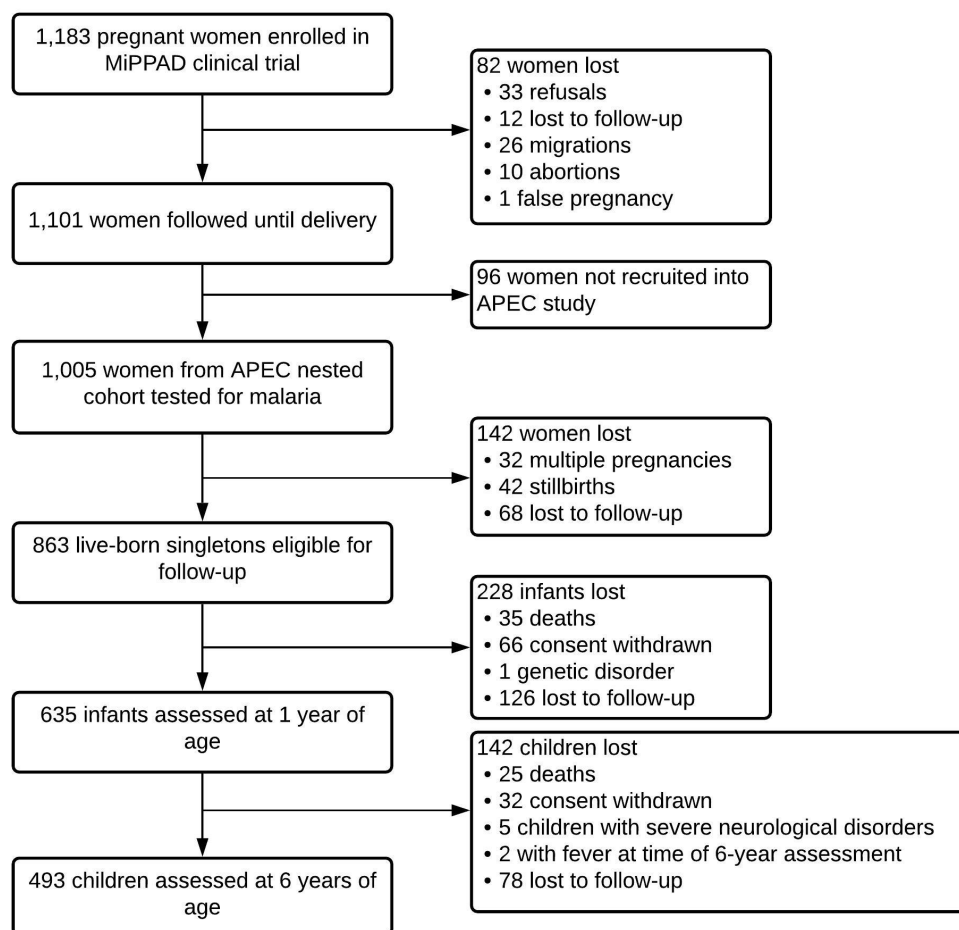 1,183 pregnant women enrolled in
MiPPAD clinical trial
82 women lost
• 33 refusals
• 12 lost to follow-up
• 26 migrations
• 10 abortions
• 1 false pregnancy
1,101 women followed until delivery
96 women not recruited into
APEC study
1,005 women from APEC nested
cohort tested for malaria
142 women lost
• 32 multiple pregnancies
• 42 stillbirths
• 68 lost to follow-up
863 live-born singletons eligible for
follow-up
228 infants lost
• 35 deaths
• 66 consent withdrawn
• 1 genetic disorder
• 126 lost to follow-up
635 infants assessed at 1 year of
age
142 children lost
• 25 deaths
• 32 consent withdrawn
• 5 children with severe neurological disorders
• 2 with fever at time of 6-year assessment
• 78 lost to follow-up
493 children assessed at 6 years of
age